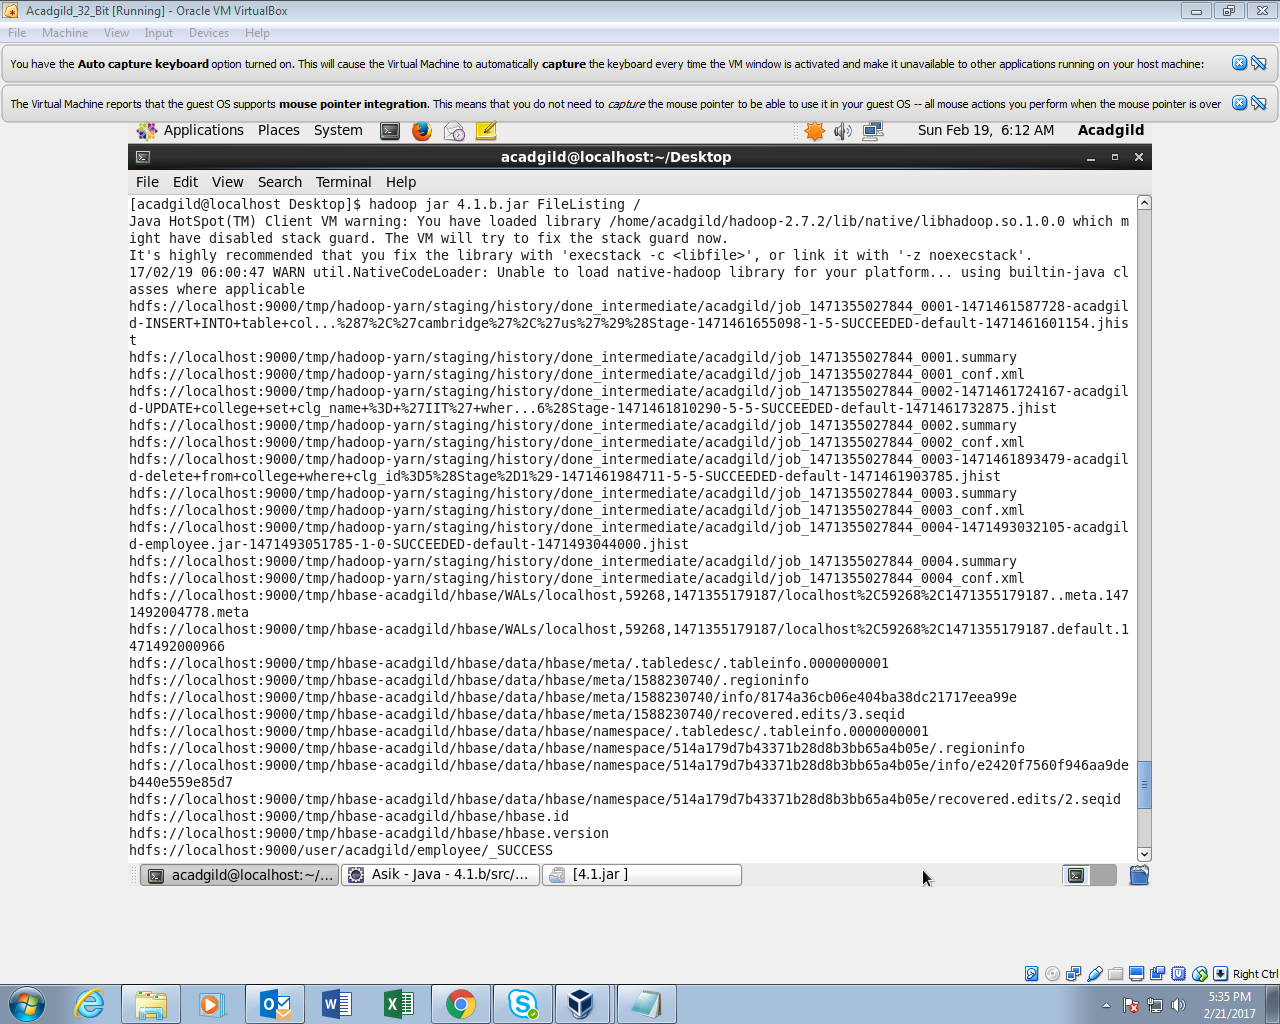 Acadgild_32_Bit [Running] - Oracle VM VirtualBox
File Machine View Input Devices Help
You have the Auto capture keyboard option turned on. This will cause the Virtual Machine to automatically capture the keyboard every time the VM window is activated and make it unavailable to other applications running on your host machine:
The Virtual Machine reports that the guest OS supports mouse pointer integration. This means that you do not need to capture the mouse pointer to be able to use it in your guest OS -- all mouse actions you perform when the mouse pointer is over
Applications Places System Sun Feb 19, 6:12 AM Acadgild
acadgild@localhost:~/Desktop
File Edit View Search Terminal Help
[acadgild@localhost Desktop]$ hadoop jar 4.1.b.jar FileListing /
Java HotSpot(TM) Client VM warning: You have loaded library /home/acadgild/hadoop-2.7.2/lib/native/libhadoop.so.1.0.0 which m
ight have disabled stack guard. The VM will try to fix the stack guard now.
It's highly recommended that you fix the library with 'execstack -c <libfile>', or link it with '-z noexecstack'.
17/02/19 06:00:47 WARN util.NativeCodeLoader: Unable to load native-hadoop library for your platform... using builtin-java cl
asses where applicable
hdfs://localhost:9000/tmp/hadoop-yarn/staging/history/done_intermediate/acadgild/job_1471355027844_0001-1471461587728-acadgil
d-INSERT+INTO+table+col...%287%2C%27cambridge%27%2C%27us%27%29%28Stage-1471461655098-1-5-SUCCEEDED-default-1471461601154.jhis
t
hdfs://localhost:9000/tmp/hadoop-yarn/staging/history/done_intermediate/acadgild/job_1471355027844_0001.summary
hdfs://localhost:9000/tmp/hadoop-yarn/staging/history/done_intermediate/acadgild/job_1471355027844_0001_conf.xml
hdfs://localhost:9000/tmp/hadoop-yarn/staging/history/done_intermediate/acadgild/job_1471355027844_0002-1471461724167-acadgil
d-UPDATE+college+set+clg_name+%3D+%27IIT%27+wher...6%28Stage-1471461810290-5-5-SUCCEEDED-default-1471461732875.jhist
hdfs://localhost:9000/tmp/hadoop-yarn/staging/history/done_intermediate/acadgild/job_1471355027844_0002.summary
hdfs://localhost:9000/tmp/hadoop-yarn/staging/history/done_intermediate/acadgild/job_1471355027844_0002_conf.xml
hdfs://localhost:9000/tmp/hadoop-yarn/staging/history/done_intermediate/acadgild/job_1471355027844_0003-1471461893479-acadgil
d-delete+from+college+where+clg_id%3D5%28Stage%2D1%29-1471461984711-5-5-SUCCEEDED-default-1471461903785.jhist
hdfs://localhost:9000/tmp/hadoop-yarn/staging/history/done_intermediate/acadgild/job_1471355027844_0003.summary
hdfs://localhost:9000/tmp/hadoop-yarn/staging/history/done_intermediate/acadgild/job_1471355027844_0003_conf.xml
hdfs://localhost:9000/tmp/hadoop-yarn/staging/history/done_intermediate/acadgild/job_1471355027844_0004-1471493032105-acadgil
d-employee.jar-1471493051785-1-0-SUCCEEDED-default-1471493044000.jhist
hdfs://localhost:9000/tmp/hadoop-yarn/staging/history/done_intermediate/acadgild/job_1471355027844_0004.summary
hdfs://localhost:9000/tmp/hadoop-yarn/staging/history/done_intermediate/acadgild/job_1471355027844_0004_conf.xml
hdfs://localhost:9000/tmp/hbase-acadgild/hbase/WALs/localhost,59268,1471355179187/localhost%2C59268%2C1471355179187..meta.147
1492004778.meta
hdfs://localhost:9000/tmp/hbase-acadgild/hbase/WALs/localhost,59268,1471355179187/localhost%2C59268%2C1471355179187.default.1
471492000966
hdfs://localhost:9000/tmp/hbase-acadgild/hbase/data/hbase/meta/.tabledesc/.tableinfo.0000000001
hdfs://localhost:9000/tmp/hbase-acadgild/hbase/data/hbase/meta/1588230740/.regioninfo
hdfs://localhost:9000/tmp/hbase-acadgild/hbase/data/hbase/meta/1588230740/info/8174a36cb06e404ba38dc21717eea99e
hdfs://localhost:9000/tmp/hbase-acadgild/hbase/data/hbase/meta/1588230740/recovered.edits/3.seqid
hdfs://localhost:9000/tmp/hbase-acadgild/hbase/data/hbase/namespace/.tabledesc/.tableinfo.0000000001
hdfs://localhost:9000/tmp/hbase-acadgild/hbase/data/hbase/namespace/514a179d7b43371b28d8b3bb65a4b05e/.regioninfo
hdfs://localhost:9000/tmp/hbase-acadgild/hbase/data/hbase/namespace/514a179d7b43371b28d8b3bb65a4b05e/info/e2420f7560f946aa9de
b440e559e85d7
hdfs://localhost:9000/tmp/hbase-acadgild/hbase/data/hbase/namespace/514a179d7b43371b28d8b3bb65a4b05e/recovered.edits/2.seqid
hdfs://localhost:9000/tmp/hbase-acadgild/hbase/hbase.id
hdfs://localhost:9000/tmp/hbase-acadgild/hbase/hbase.version
hdfs://localhost:9000/user/acadgild/employee/_SUCCESS
acadgild@localhost:~/... Asik - Java - 4.1.b/src/... [4.1.jar ]
Right Ctrl
5:35 PM
2/21/2017